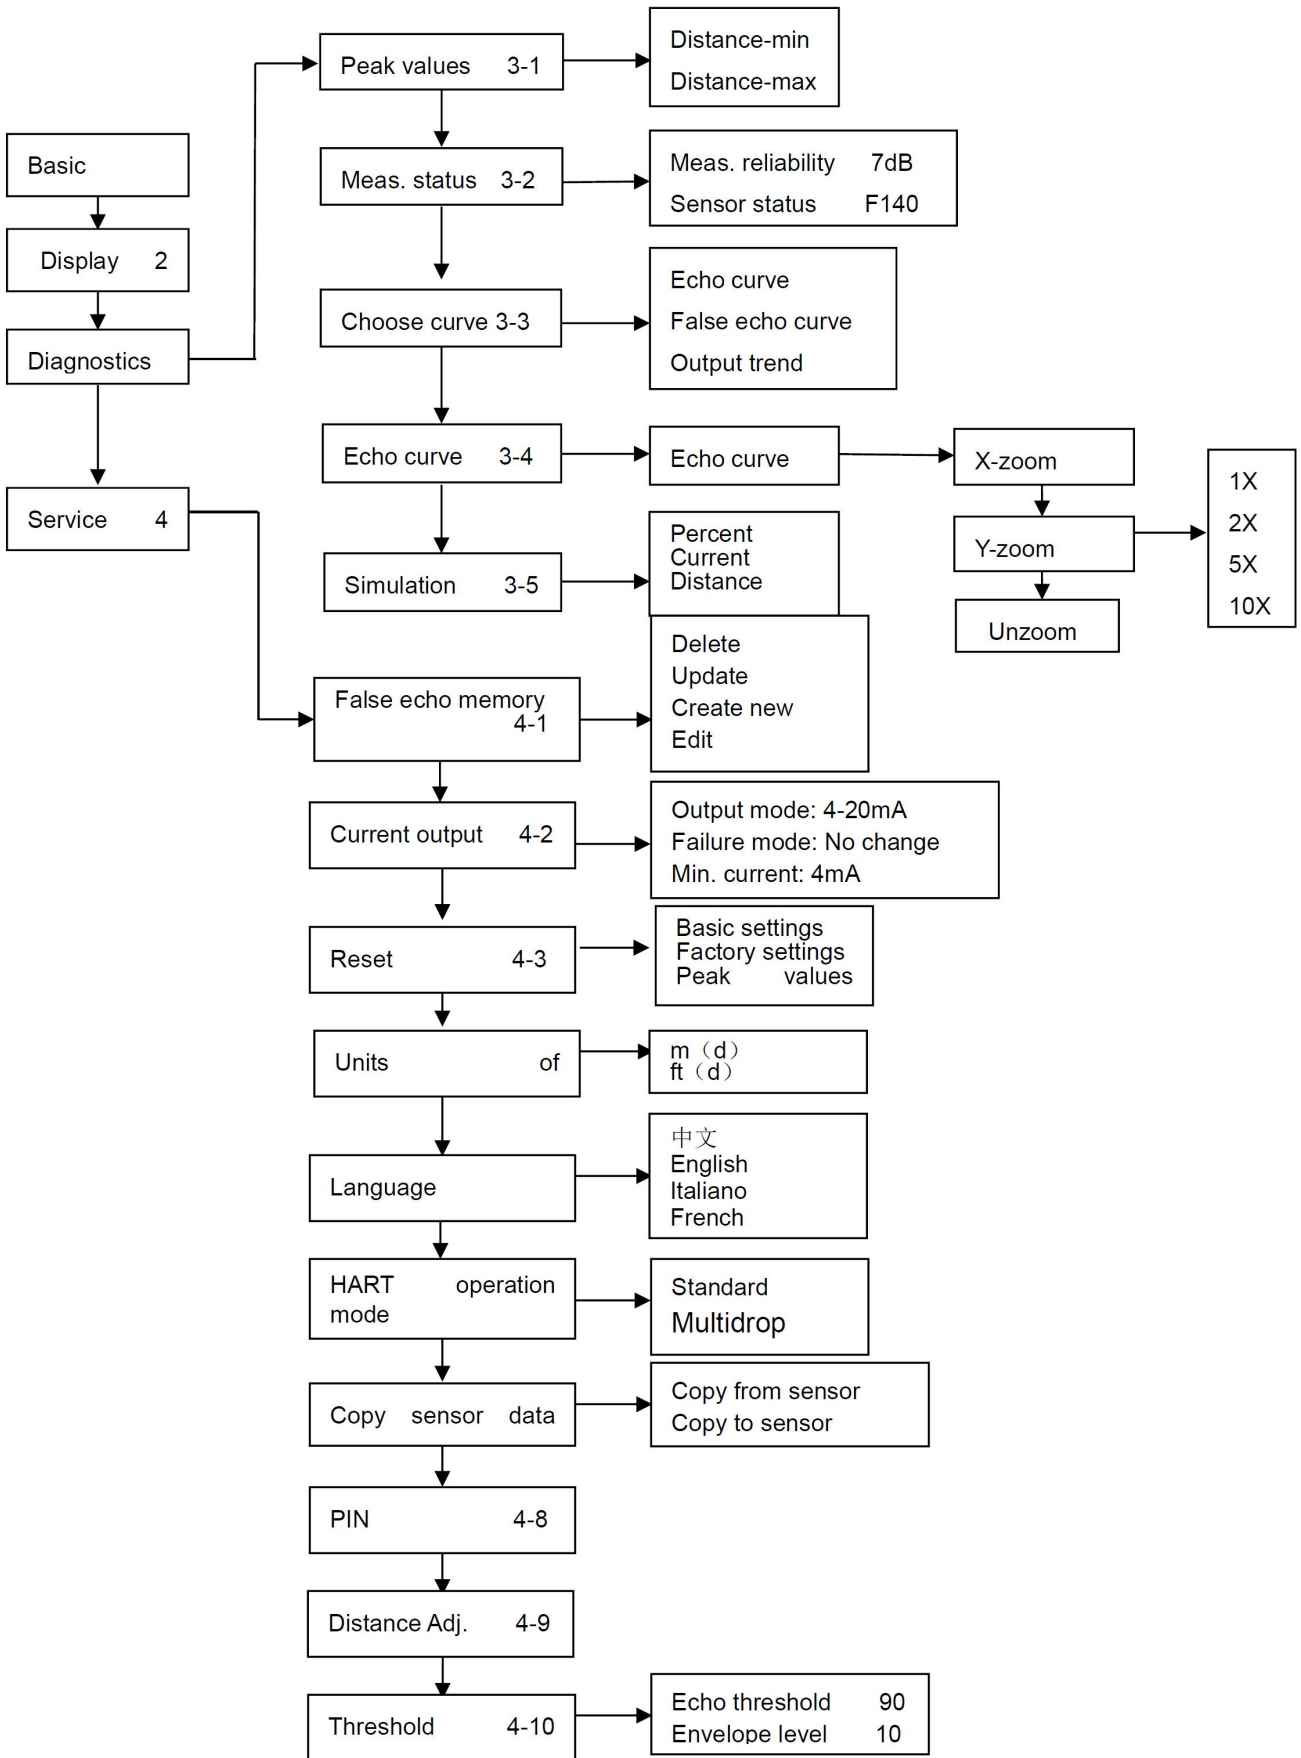 Basic
Display 2
Diagnostics
Service 4
Peak values 3-1
Distance-min
Distance-max
Meas. status 3-2
Meas. reliability 7dB
Sensor status F140
Choose curve 3-3
Echo curve
False echo curve
Output trend
Echo curve 3-4
Echo curve
X-zoom
Y-zoom
Unzoom
1X
2X
5X
10X
Simulation 3-5
Percent
Current
Distance
False echo memory
4-1
Delete
Update
Create new
Edit
Current output 4-2
Output mode: 4-20mA
Failure mode: No change
Min. current: 4mA
Reset 4-3
Basic settings
Factory settings
Peak values
Units of
m（d）
ft（d）
Language
中文
English
Italiano
French
HART operation
mode
Standard
Multidrop
Copy sensor data
Copy from sensor
Copy to sensor
PIN 4-8
Distance Adj. 4-9
Threshold 4-10
Echo threshold 90
Envelope level 10